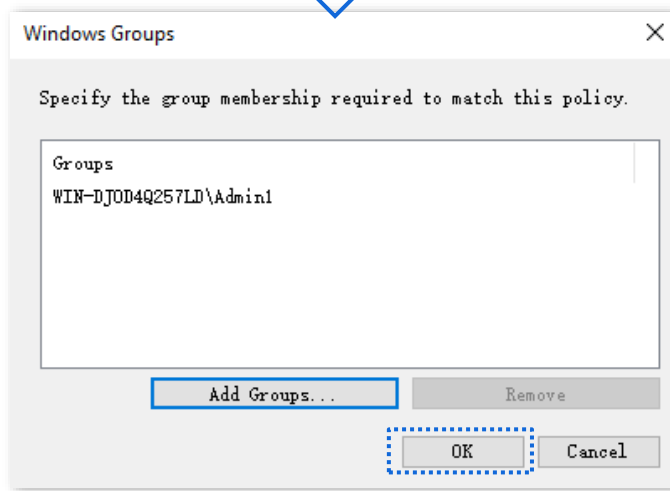 Windows Groups
Specify the group membership required to match this policy.
Groups
WIN-DJOD4Q257LD\Admin1
Add Groups...
Remove
OK
Cancel